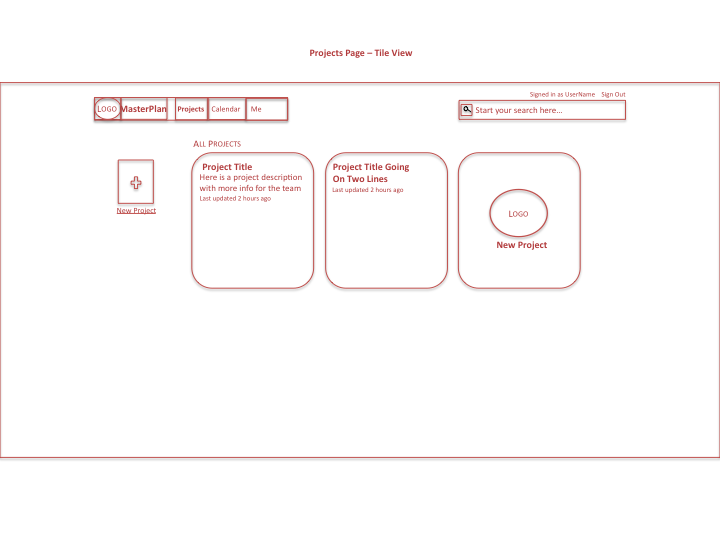 Projects Page – Tile View
Signed in as UserName Sign Out
LOGO MasterPlan Projects Calendar Me
Start your search here...
ALL PROJECTS
New Project
Project Title
Here is a project description
with more info for the team
Last updated 2 hours ago
Project Title Going
On Two Lines
Last updated 2 hours ago
LOGO
New Project